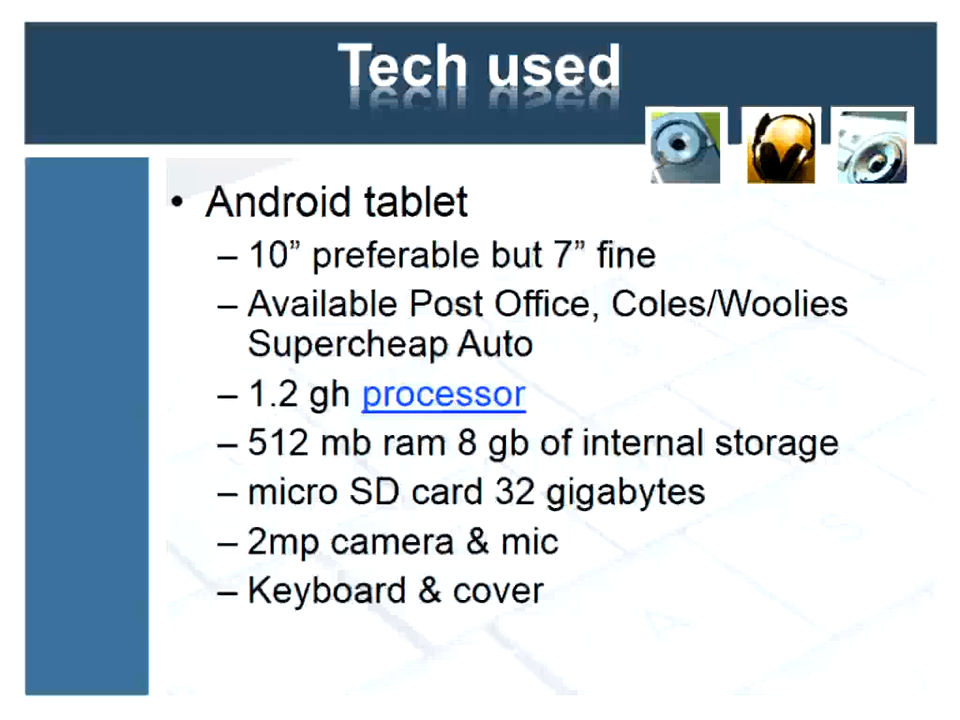 Tech used
• Android tablet
– 10” preferable but 7” fine
– Available Post Office, Coles/Woolies
Supercheap Auto
– 1.2 gh processor
– 512 mb ram 8 gb of internal storage
– micro SD card 32 gigabytes
– 2mp camera & mic
– Keyboard & cover